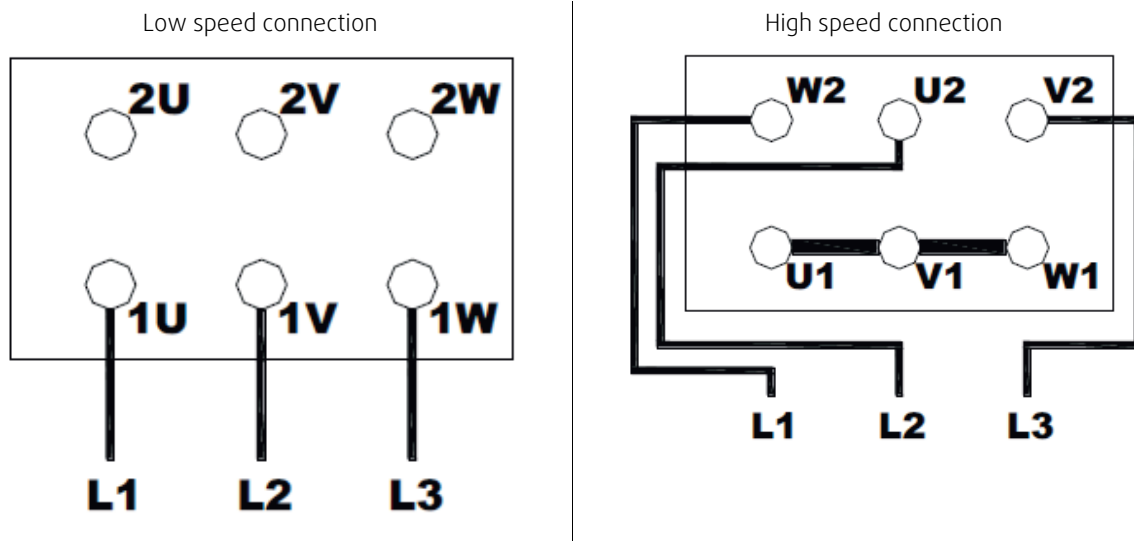 Low speed connection
2U 2V 2W
1U 1V 1W
L1 L2 L3
High speed connection
W2 U2 V2
U1 V1 W1
L1 L2 L3